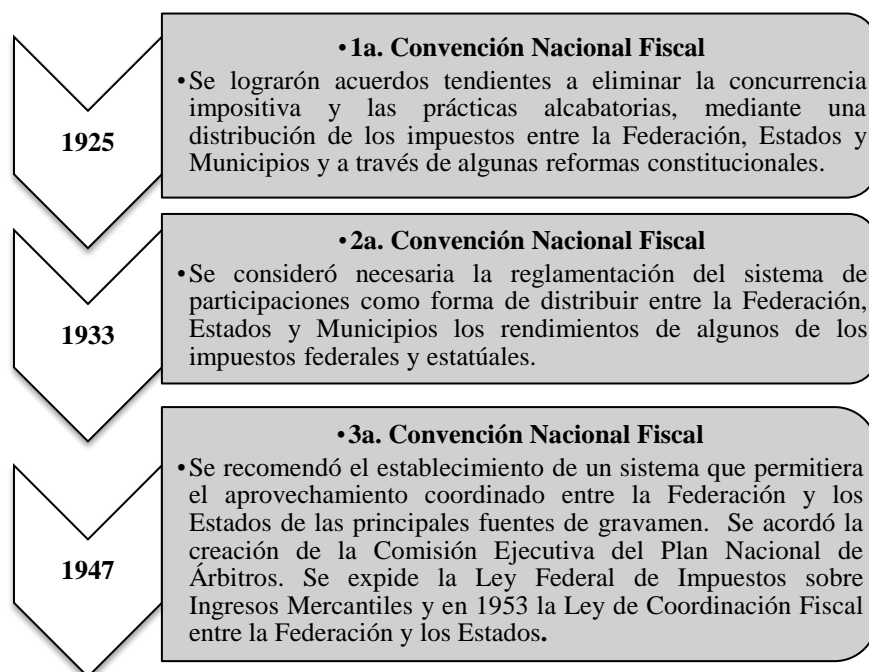 •1a. Convención Nacional Fiscal
•Se lograrón acuerdos tendientes a eliminar la concurrencia
impositiva y las prácticas alcabatorias, mediante una
distribución de los impuestos entre la Federación, Estados y
Municipios y a través de algunas reformas constitucionales.
1925
•2a. Convención Nacional Fiscal
•Se consideró necesaria la reglamentación del sistema de
participaciones como forma de distribuir entre la Federación,
Estados y Municipios los rendimientos de algunos de los
impuestos federales y estatúales.
1933
•3a. Convención Nacional Fiscal
•Se recomendó el establecimiento de un sistema que permitiera
el aprovechamiento coordinado entre la Federación y los
Estados de las principales fuentes de gravamen. Se acordó la
creación de la Comisión Ejecutiva del Plan Nacional de
Árbitros. Se expide la Ley Federal de Impuestos sobre
Ingresos Mercantiles y en 1953 la Ley de Coordinación Fiscal
entre la Federación y los Estados.
1947